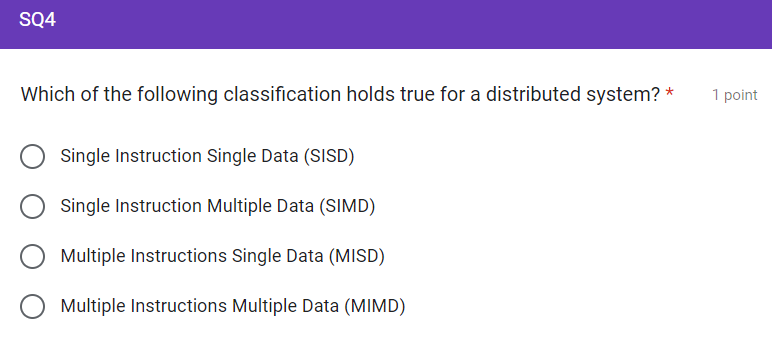 SQ4
Which of the following classification holds true for a distributed system? * 1 point
Single Instruction Single Data (SISD)
Single Instruction Multiple Data (SIMD)
Multiple Instructions Single Data (MISD)
Multiple Instructions Multiple Data (MIMD)